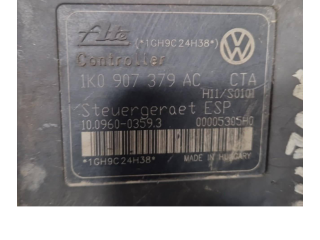 Ate (*1GH9C24H38*)
Controller
1K0 907 379 AC CTA
H11/S0101
Steuergeraet ESP
10.0960-0359.3 00005305H0
*1GH9C24H38* MADE IN HUNGARY